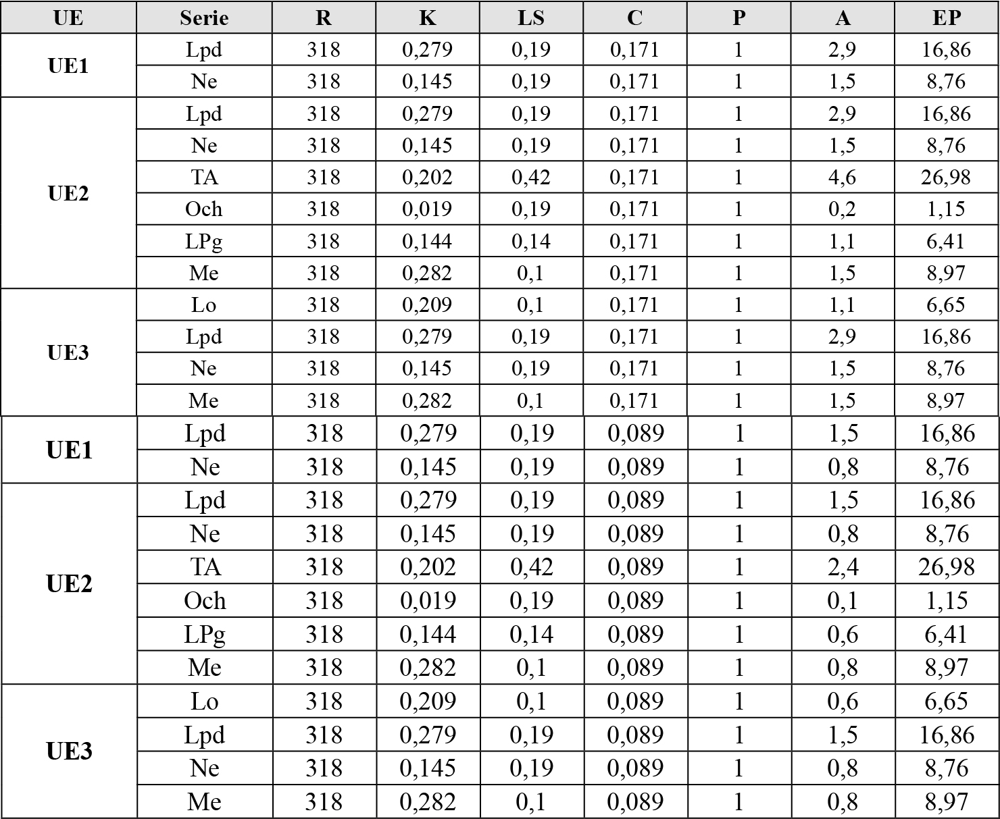 UE Serie R K LS C P A EP
UE1 Lpd 318 0,279 0,19 0,171 1 2,9 16,86
Ne 318 0,145 0,19 0,171 1 1,5 8,76
UE2 Lpd 318 0,279 0,19 0,171 1 2,9 16,86
Ne 318 0,145 0,19 0,171 1 1,5 8,76
TA 318 0,202 0,42 0,171 1 4,6 26,98
Och 318 0,019 0,19 0,171 1 0,2 1,15
LPg 318 0,144 0,14 0,171 1 1,1 6,41
Me 318 0,282 0,1 0,171 1 1,5 8,97
UE3 Lo 318 0,209 0,1 0,171 1 1,1 6,65
Lpd 318 0,279 0,19 0,171 1 2,9 16,86
Ne 318 0,145 0,19 0,171 1 1,5 8,76
Me 318 0,282 0,1 0,171 1 1,5 8,97
UE1 Lpd 318 0,279 0,19 0,089 1 1,5 16,86
Ne 318 0,145 0,19 0,089 1 0,8 8,76
UE2 Lpd 318 0,279 0,19 0,089 1 1,5 16,86
Ne 318 0,145 0,19 0,089 1 0,8 8,76
TA 318 0,202 0,42 0,089 1 2,4 26,98
Och 318 0,019 0,19 0,089 1 0,1 1,15
LPg 318 0,144 0,14 0,089 1 0,6 6,41
Me 318 0,282 0,1 0,089 1 0,8 8,97
UE3 Lo 318 0,209 0,1 0,089 1 0,6 6,65
Lpd 318 0,279 0,19 0,089 1 1,5 16,86
Ne 318 0,145 0,19 0,089 1 0,8 8,76
Me 318 0,282 0,1 0,089 1 0,8 8,97